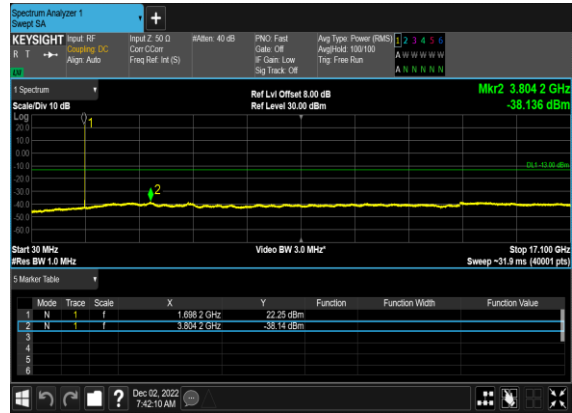 Spectrum Analyzer 1
Swept SA
+
KEYSIGHT Input: RF Input Z: 50 Ω #Atten: 40 dB PNO: Fast Avg Type: Power (RMS) 1 2 3 4 5 6
R T Coupling: DC Corr CCorr Gate: Off Avg|Hold: 100/100 A W W W W W
Align: Auto Freq Ref: Int (S) IF Gain: Low Trig: Free Run
Sig Track: Off A N N N N N
1 Spectrum Ref Lvl Offset 8.00 dB Mkr2 3.804 2 GHz
Scale/Div 10 dB Ref Level 30.00 dBm -38.136 dBm
Log
20.0
10.0
0.00
-10.0
-20.0
-30.0
-40.0
-50.0
-60.0
1
2
DL1 -13.00 dBm
Start 30 MHz Video BW 3.0 MHz* Stop 17.100 GHz
#Res BW 1.0 MHz Sweep ~31.9 ms (40001 pts)
5 Marker Table
Mode Trace Scale X Y Function Function Width Function Value
1 N 1 f 1.698 2 GHz 22.25 dBm
2 N 1 f 3.804 2 GHz -38.14 dBm
3
4
5
6
? Dec 02, 2022
7:42:10 AM